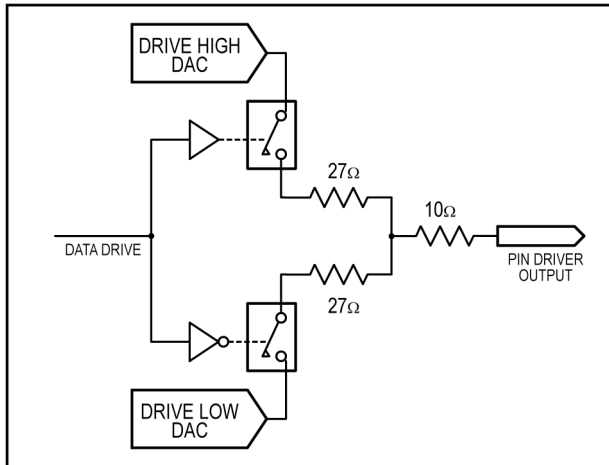 DRIVE HIGH
DAC
27Ω
10Ω
DATA DRIVE
PIN DRIVER
OUTPUT
27Ω
DRIVE LOW
DAC